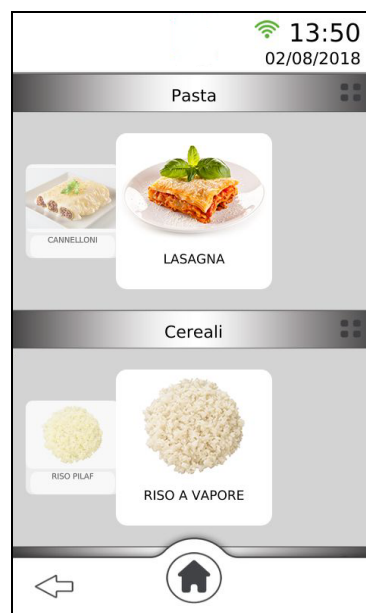 13:50
02/08/2018
Pasta
CANNELLONI
LASAGNA
Cereali
RISO PILAF
RISO A VAPORE